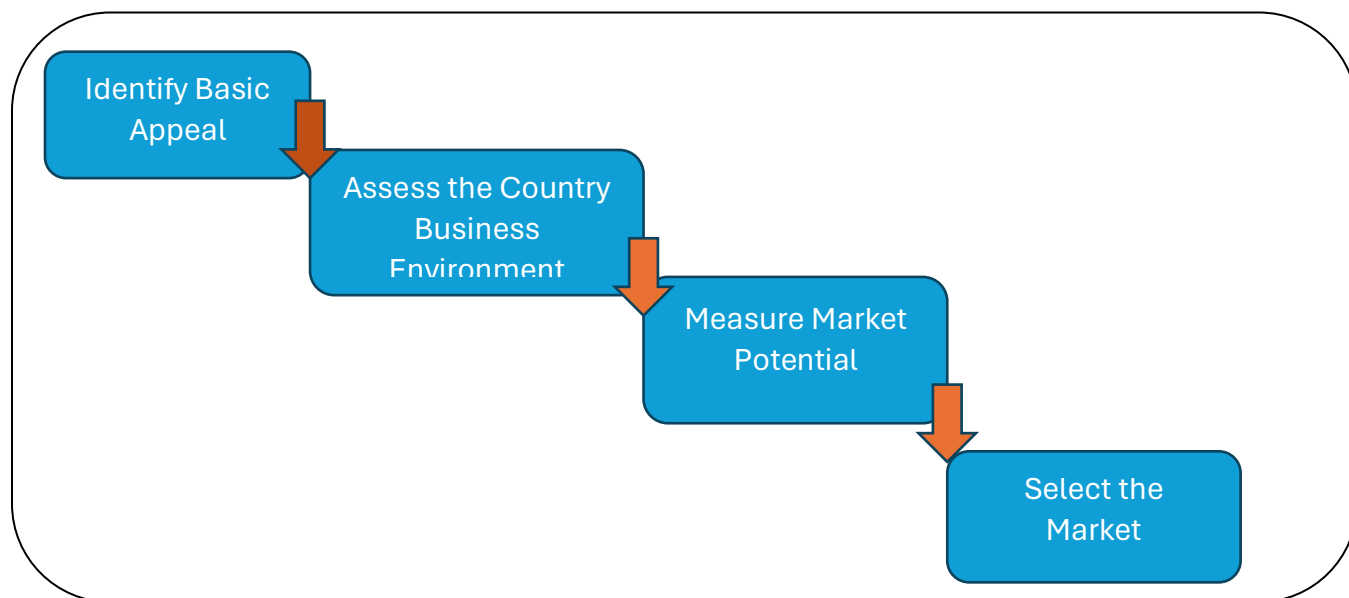 Identify Basic
Appeal
Assess the Country
Business
Environment
Measure Market
Potential
Select the
Market